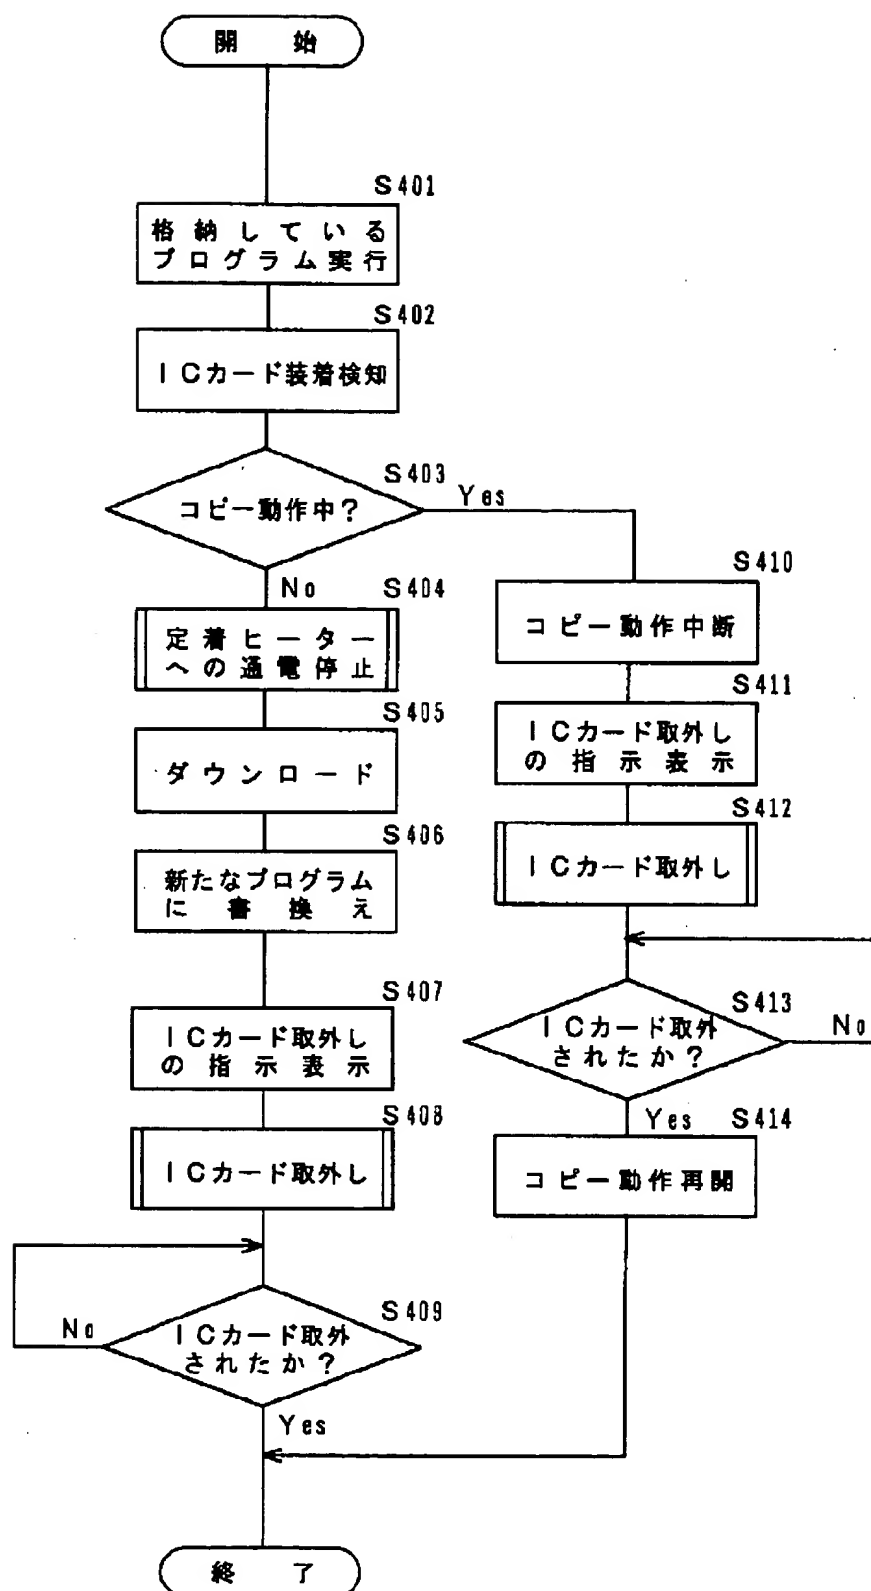 開始
S401
格納している
プログラム実行
S402
ICカード装着検知
S403
コピー動作中?
Yes
No
S404
定着ヒーター
への通電停止
S405
ダウンロード
S406
新たなプログラム
に書換え
S407
ICカード取外し
の指示表示
S408
ICカード取外し
S409
ICカード取外
されたか?
No
Yes
S410
コピー動作中断
S411
ICカード取外し
の指示表示
S412
ICカード取外し
S413
ICカード取外
されたか?
No
Yes
S414
コピー動作再開
終了